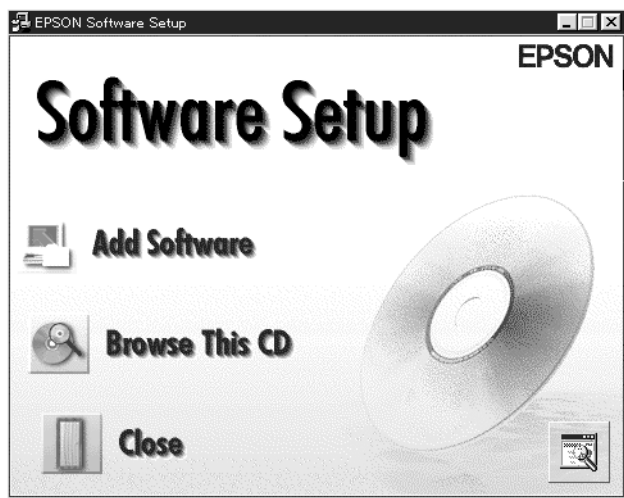 EPSON Software Setup
EPSON
Software Setup
Add Software
Browse This CD
Close